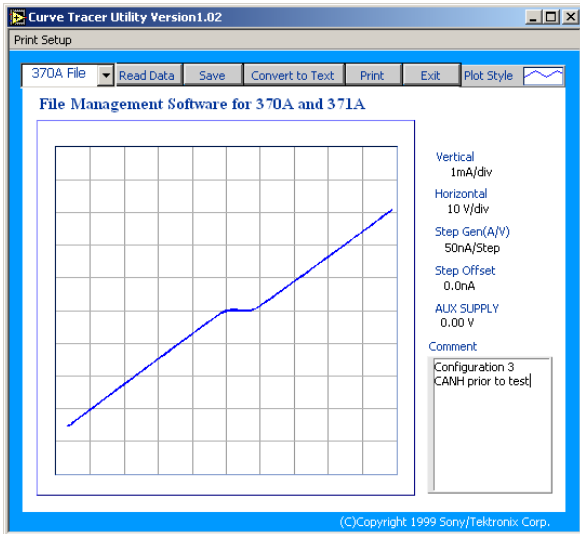 Curve Tracer Utility Version1.02
Print Setup
370A File Read Data Save Convert to Text Print Exit Plot Style
File Management Software for 370A and 371A
Vertical
1mA/div
Horizontal
10 V/div
Step Gen(A/V)
50nA/Step
Step Offset
0.0nA
AUX SUPPLY
0.00 V
Comment
Configuration 3
CANH prior to test
(C)Copyright 1999 Sony/Tektronix Corp.